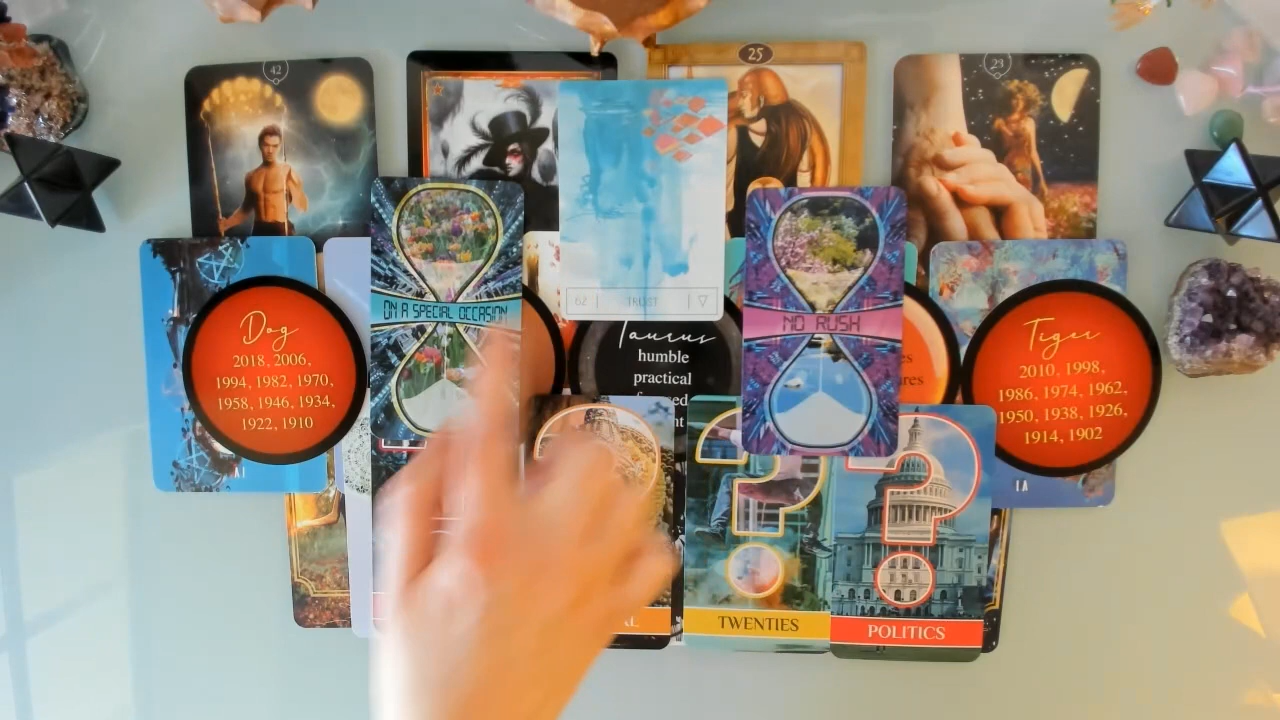 42
25
23
ON A SPECIAL OCCASION
62 | TRUST
NO RUSH
Dog
2018, 2006,
1994, 1982, 1970,
1958, 1946, 1934,
1922, 1910
Taurus
humble
practical
Tiger
2010, 1998,
1986, 1974, 1962,
1950, 1938, 1926,
1914, 1902
TWENTIES
POLITICS